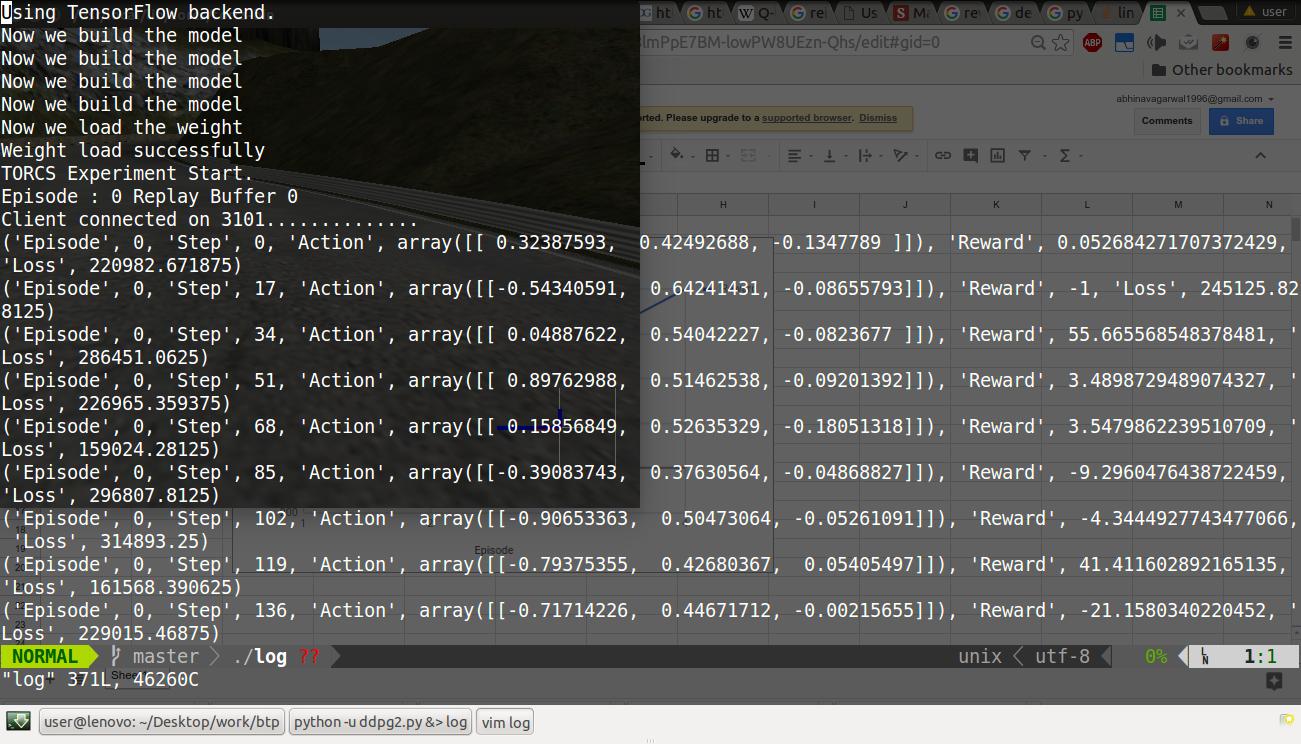 Using TensorFlow backend.
Now we build the model
Now we build the model
Now we build the model
Now we build the model
Now we load the weight
Weight load successfully
TORCS Experiment Start.
Episode : 0 Replay Buffer 0
Client connected on 3101..............
('Episode', 0, 'Step', 0, 'Action', array([[ 0.32387593,  0.42492688, -0.1347789 ]]), 'Reward', 0.052684271707372429,
'Loss', 220982.671875)
('Episode', 0, 'Step', 17, 'Action', array([[-0.54340591,  0.64241431, -0.08655793]]), 'Reward', -1, 'Loss', 245125.82
8125)
('Episode', 0, 'Step', 34, 'Action', array([[ 0.04887622,  0.54042227, -0.0823677 ]]), 'Reward', 55.665568548378481, '
Loss', 286451.0625)
('Episode', 0, 'Step', 51, 'Action', array([[ 0.89762988,  0.51462538, -0.09201392]]), 'Reward', 3.4898729489074327, '
Loss', 226965.359375)
('Episode', 0, 'Step', 68, 'Action', array([[ 0.15856849,  0.52635329, -0.18051318]]), 'Reward', 3.5479862239510709, '
Loss', 159024.28125)
('Episode', 0, 'Step', 85, 'Action', array([[-0.39083743,  0.37630564, -0.04868827]]), 'Reward', -9.2960476438722459,
'Loss', 296807.8125)
('Episode', 0, 'Step', 102, 'Action', array([[-0.90653363,  0.50473064, -0.05261091]]), 'Reward', -4.3444927743477066,
'Loss', 314893.25)
('Episode', 0, 'Step', 119, 'Action', array([[-0.79375355,  0.42680367,  0.05405497]]), 'Reward', 41.411602892165135,
'Loss', 161568.390625)
('Episode', 0, 'Step', 136, 'Action', array([[-0.71714226,  0.44671712, -0.00215655]]), 'Reward', -21.1580340220452, '
Loss', 229015.46875)
NORMAL master ./log ?? unix utf-8 0% LN 1:1
"log" 371L, 46260C
ht ht W Q- re Us S Ma re de py lin user
lmPpE7BM-lowPW8UEzn-Qhs/edit#gid=0 ABP
Other bookmarks
abhinavagarwal1996@gmail.com
rted. Please upgrade to a supported browser. Dismiss
Comments Share
H I J K L M N
Episode
user@lenovo: ~/Desktop/work/btp python -u ddpg2.py &> log vim log